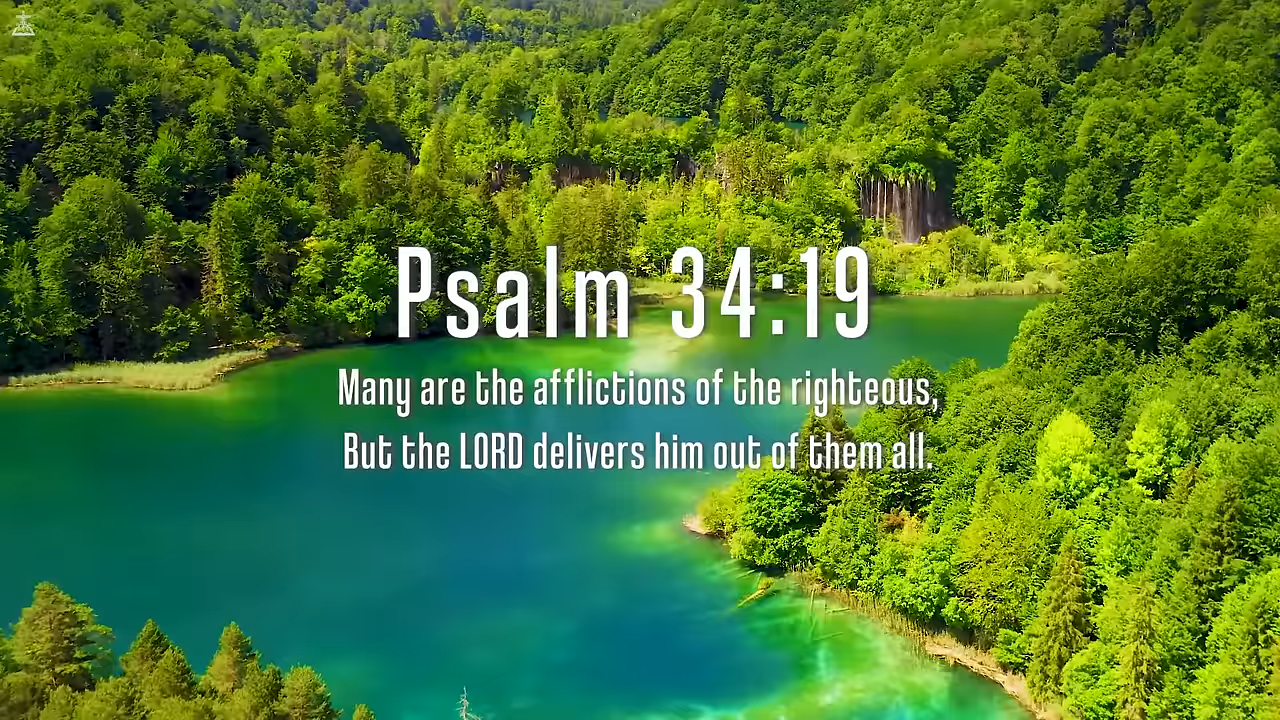 Psalm 34:19
Many are the afflictions of the righteous,
But the LORD delivers him out of them all.